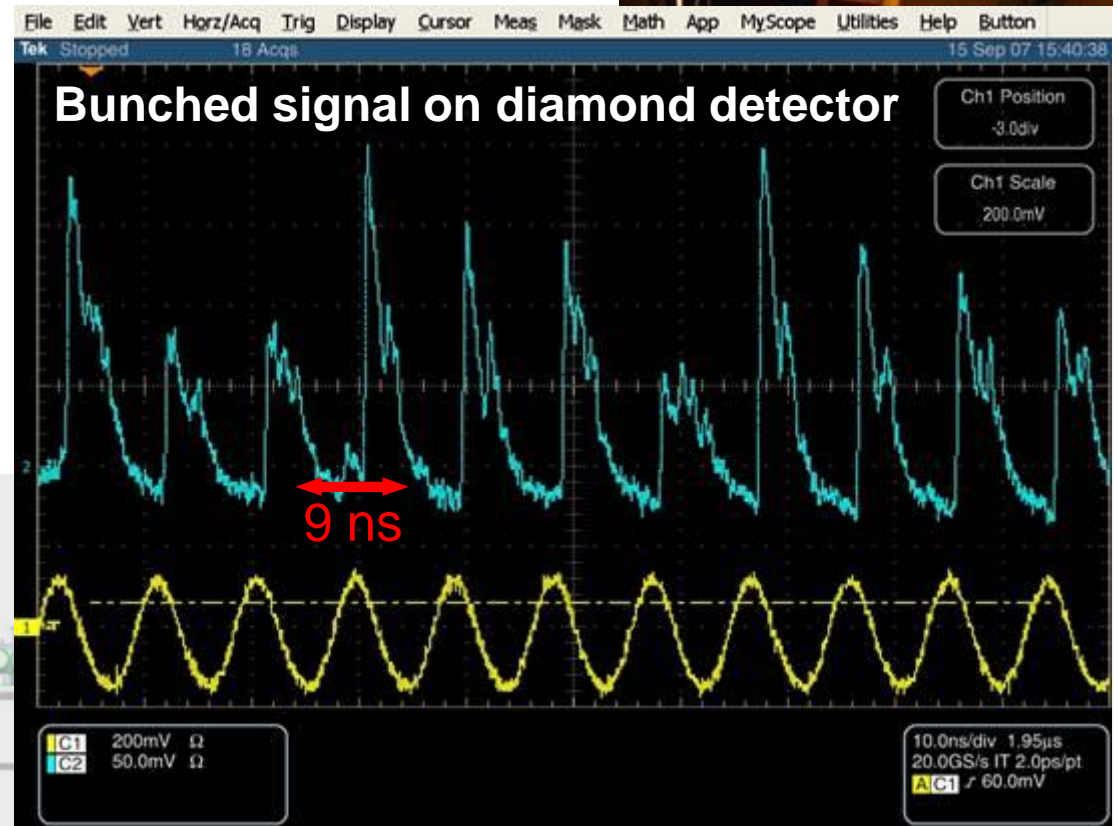 File Edit Vert Horz/Acq Trig Display Cursor Meas Mask Math App MyScope Utilities Help Button
Tek Stopped 18 Acqs 15 Sep 07 15:40:38
Bunched signal on diamond detector
Ch1 Position
-3.0div
Ch1 Scale
200.0mV
2
9 ns
1
C1 200mV Ω
C2 50.0mV Ω
10.0ns/div 1.95µs
20.0GS/s IT 2.0ps/pt
A C1 ƒ 60.0mV